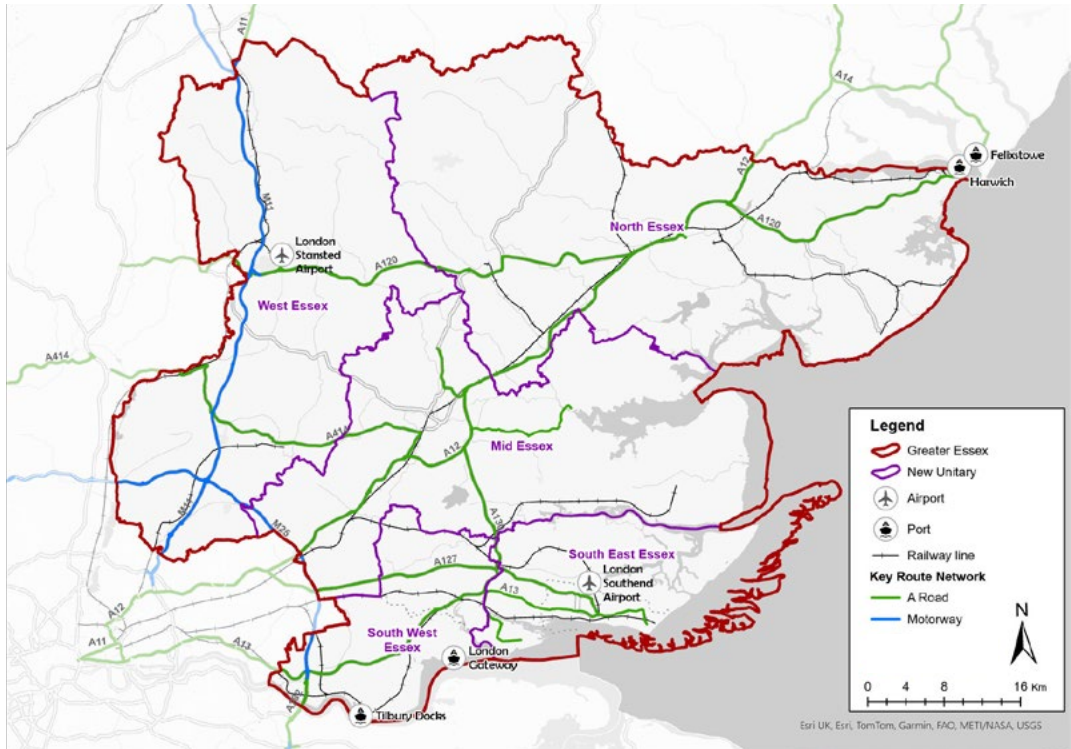 A11
A14
A12
Felixstowe
Harwich
M11
North Essex
A120
London
Stansted
Airport
A120
West Essex
A414
A414
Mid Essex
A12
M11
M25
A130
South East Essex
A127
London
Southend
Airport
A13
A12
A11
A13
South West
Essex
London
Gateway
Tilbury Docks
Legend
Greater Essex
New Unitary
Airport
Port
Railway line
Key Route Network
A Road
Motorway
N
0 4 8 16 Km
Esri UK, Esri, TomTom, Garmin, FAO, METI/NASA, USGS